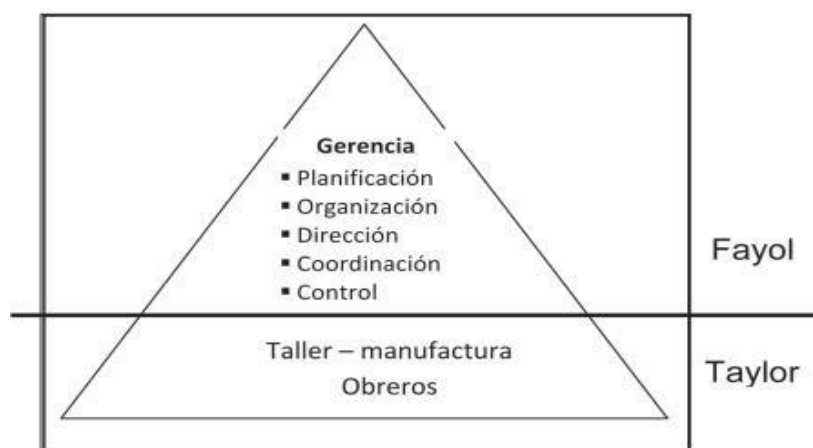 Gerencia
▪ Planificación
▪ Organización
▪ Dirección
▪ Coordinación
▪ Control
Fayol
Taller – manufactura
Obreros
Taylor